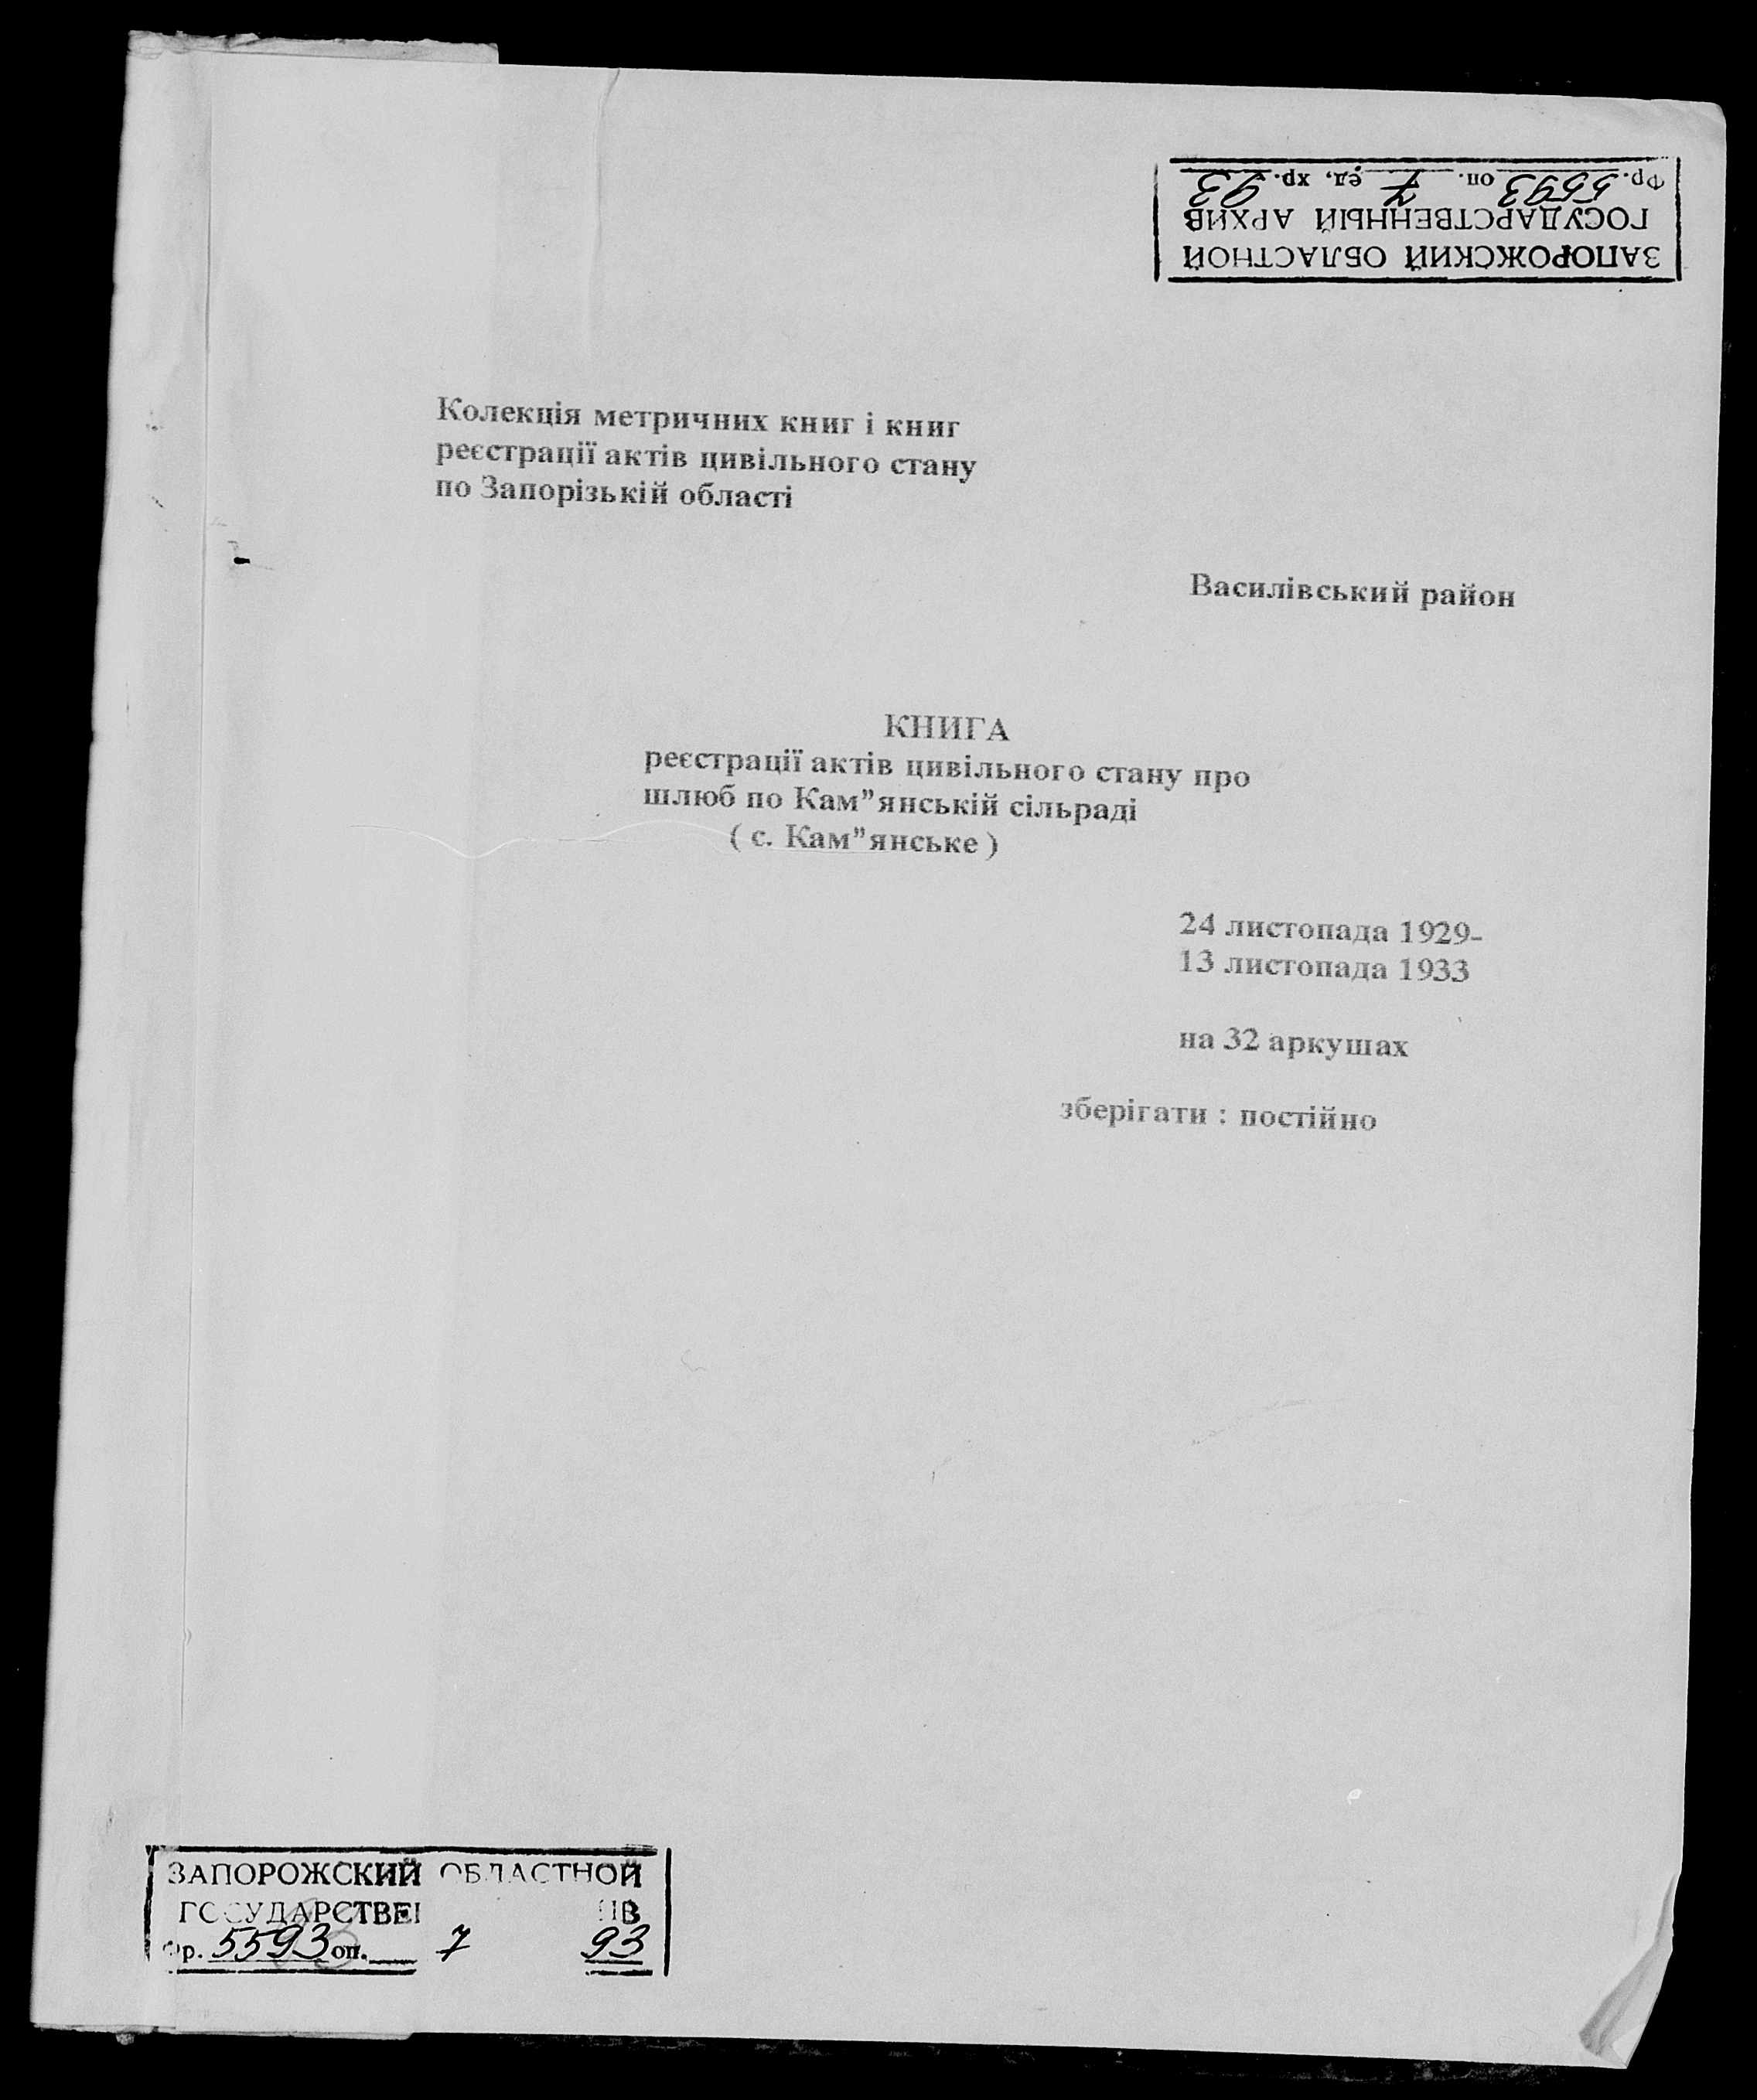 ЗАПОРОЖСКИЙ ОБЛАСТНОЙ
ГОСУДАРСТВЕННЫЙ АРХИВ
Фр. 5593 оп. 7 ед. хр. 93
Колекція метричних книг і книг
реєстрації актів цивільного стану
по Запорізькій області
Василівський район
КНИГА
реєстрації актів цивільного стану про
шлюб по Кам”янській сільраді
( с. Кам”янське )
24 листопада 1929-
13 листопада 1933
на 32 аркушах
зберігати : постійно
ЗАПОРОЖСКИЙ ОБЛАСТНОЙ
ГОСУДАРСТВЕ ИВ
Фр. 5593 оп. 7 93